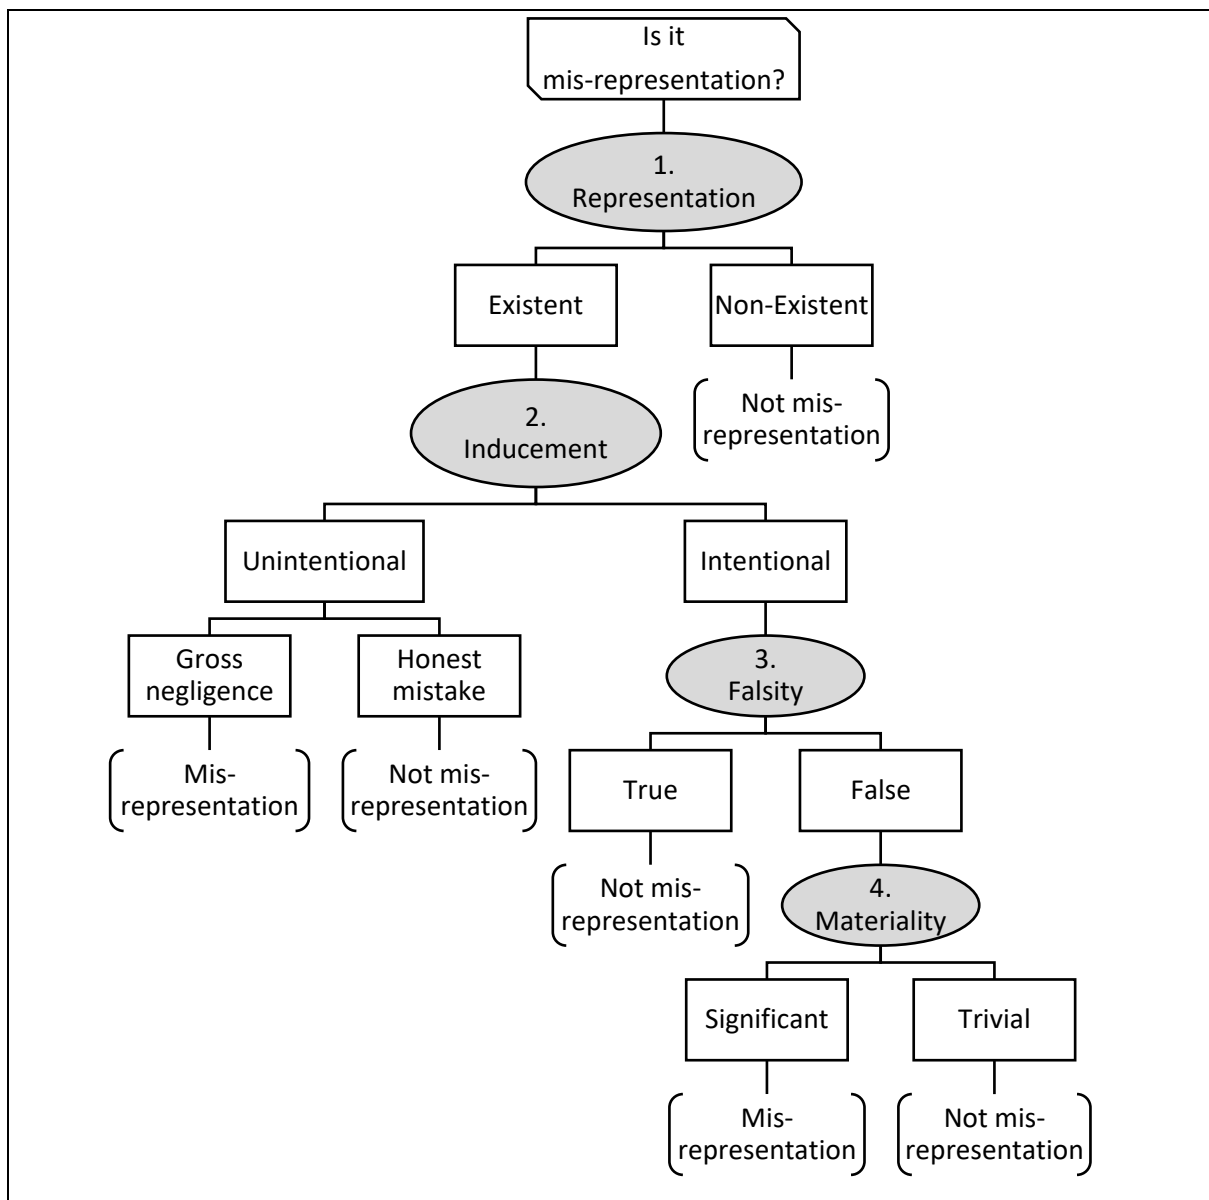 Is it
mis-representation?
1.
Representation
Existent
Non-Existent
2.
Inducement
Not mis-
representation
Unintentional
Intentional
Gross
negligence
Honest
mistake
3.
Falsity
Mis-
representation
Not mis-
representation
True
False
Not mis-
representation
4.
Materiality
Significant
Trivial
Mis-
representation
Not mis-
representation